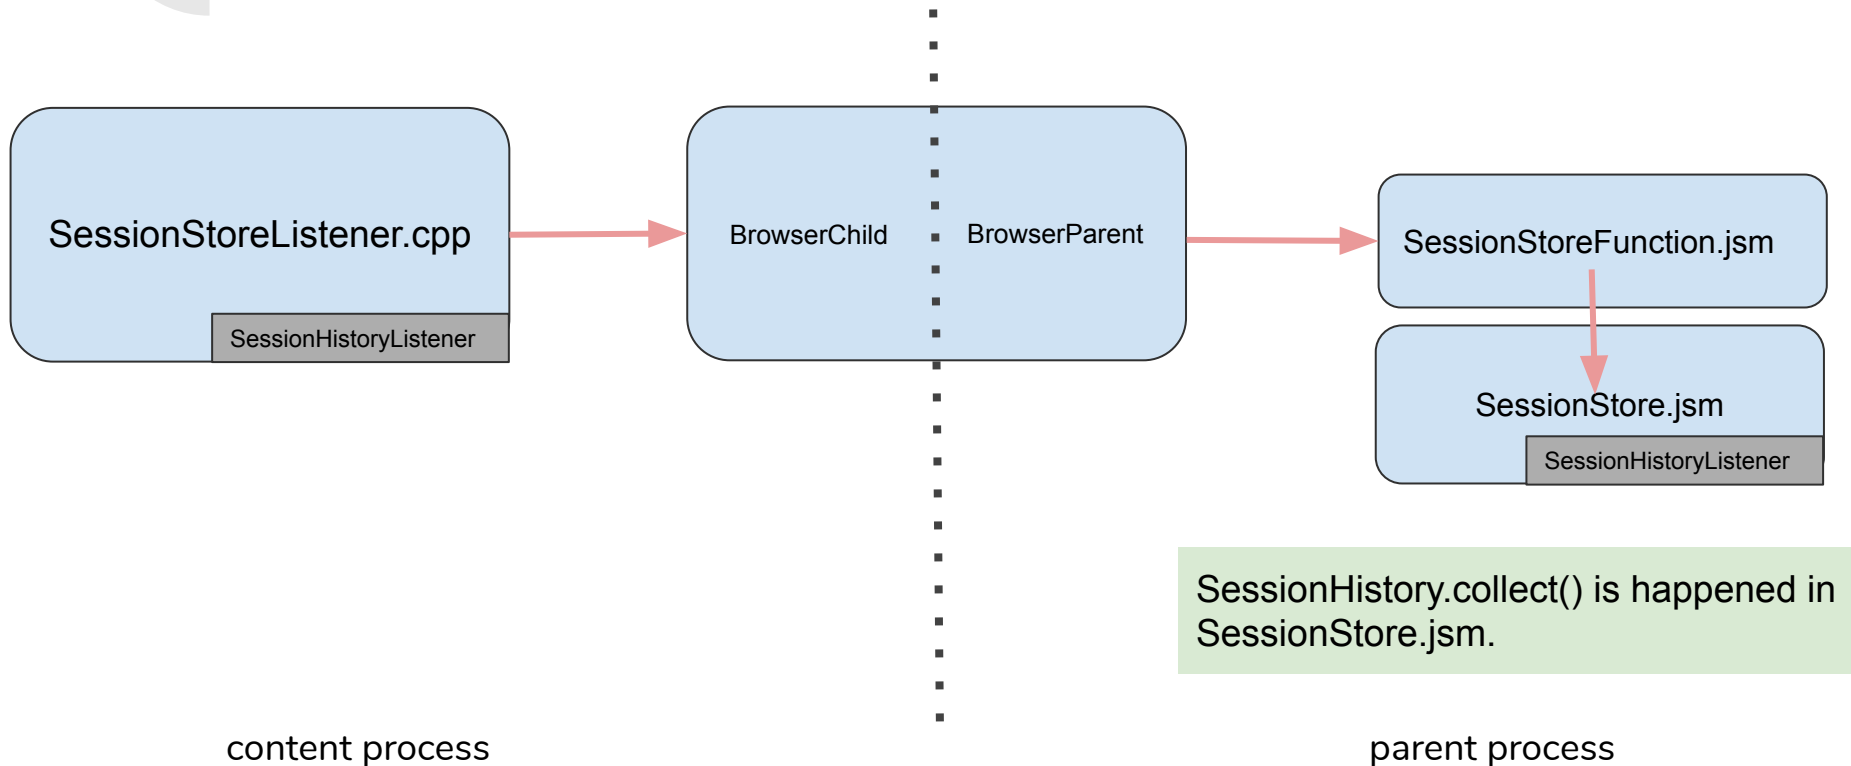 SessionStoreListener.cpp
SessionHistoryListener
BrowserChild
BrowserParent
SessionStoreFunction.jsm
SessionStore.jsm
SessionHistoryListener
SessionHistory.collect() is happened in
SessionStore.jsm.
content process
parent process